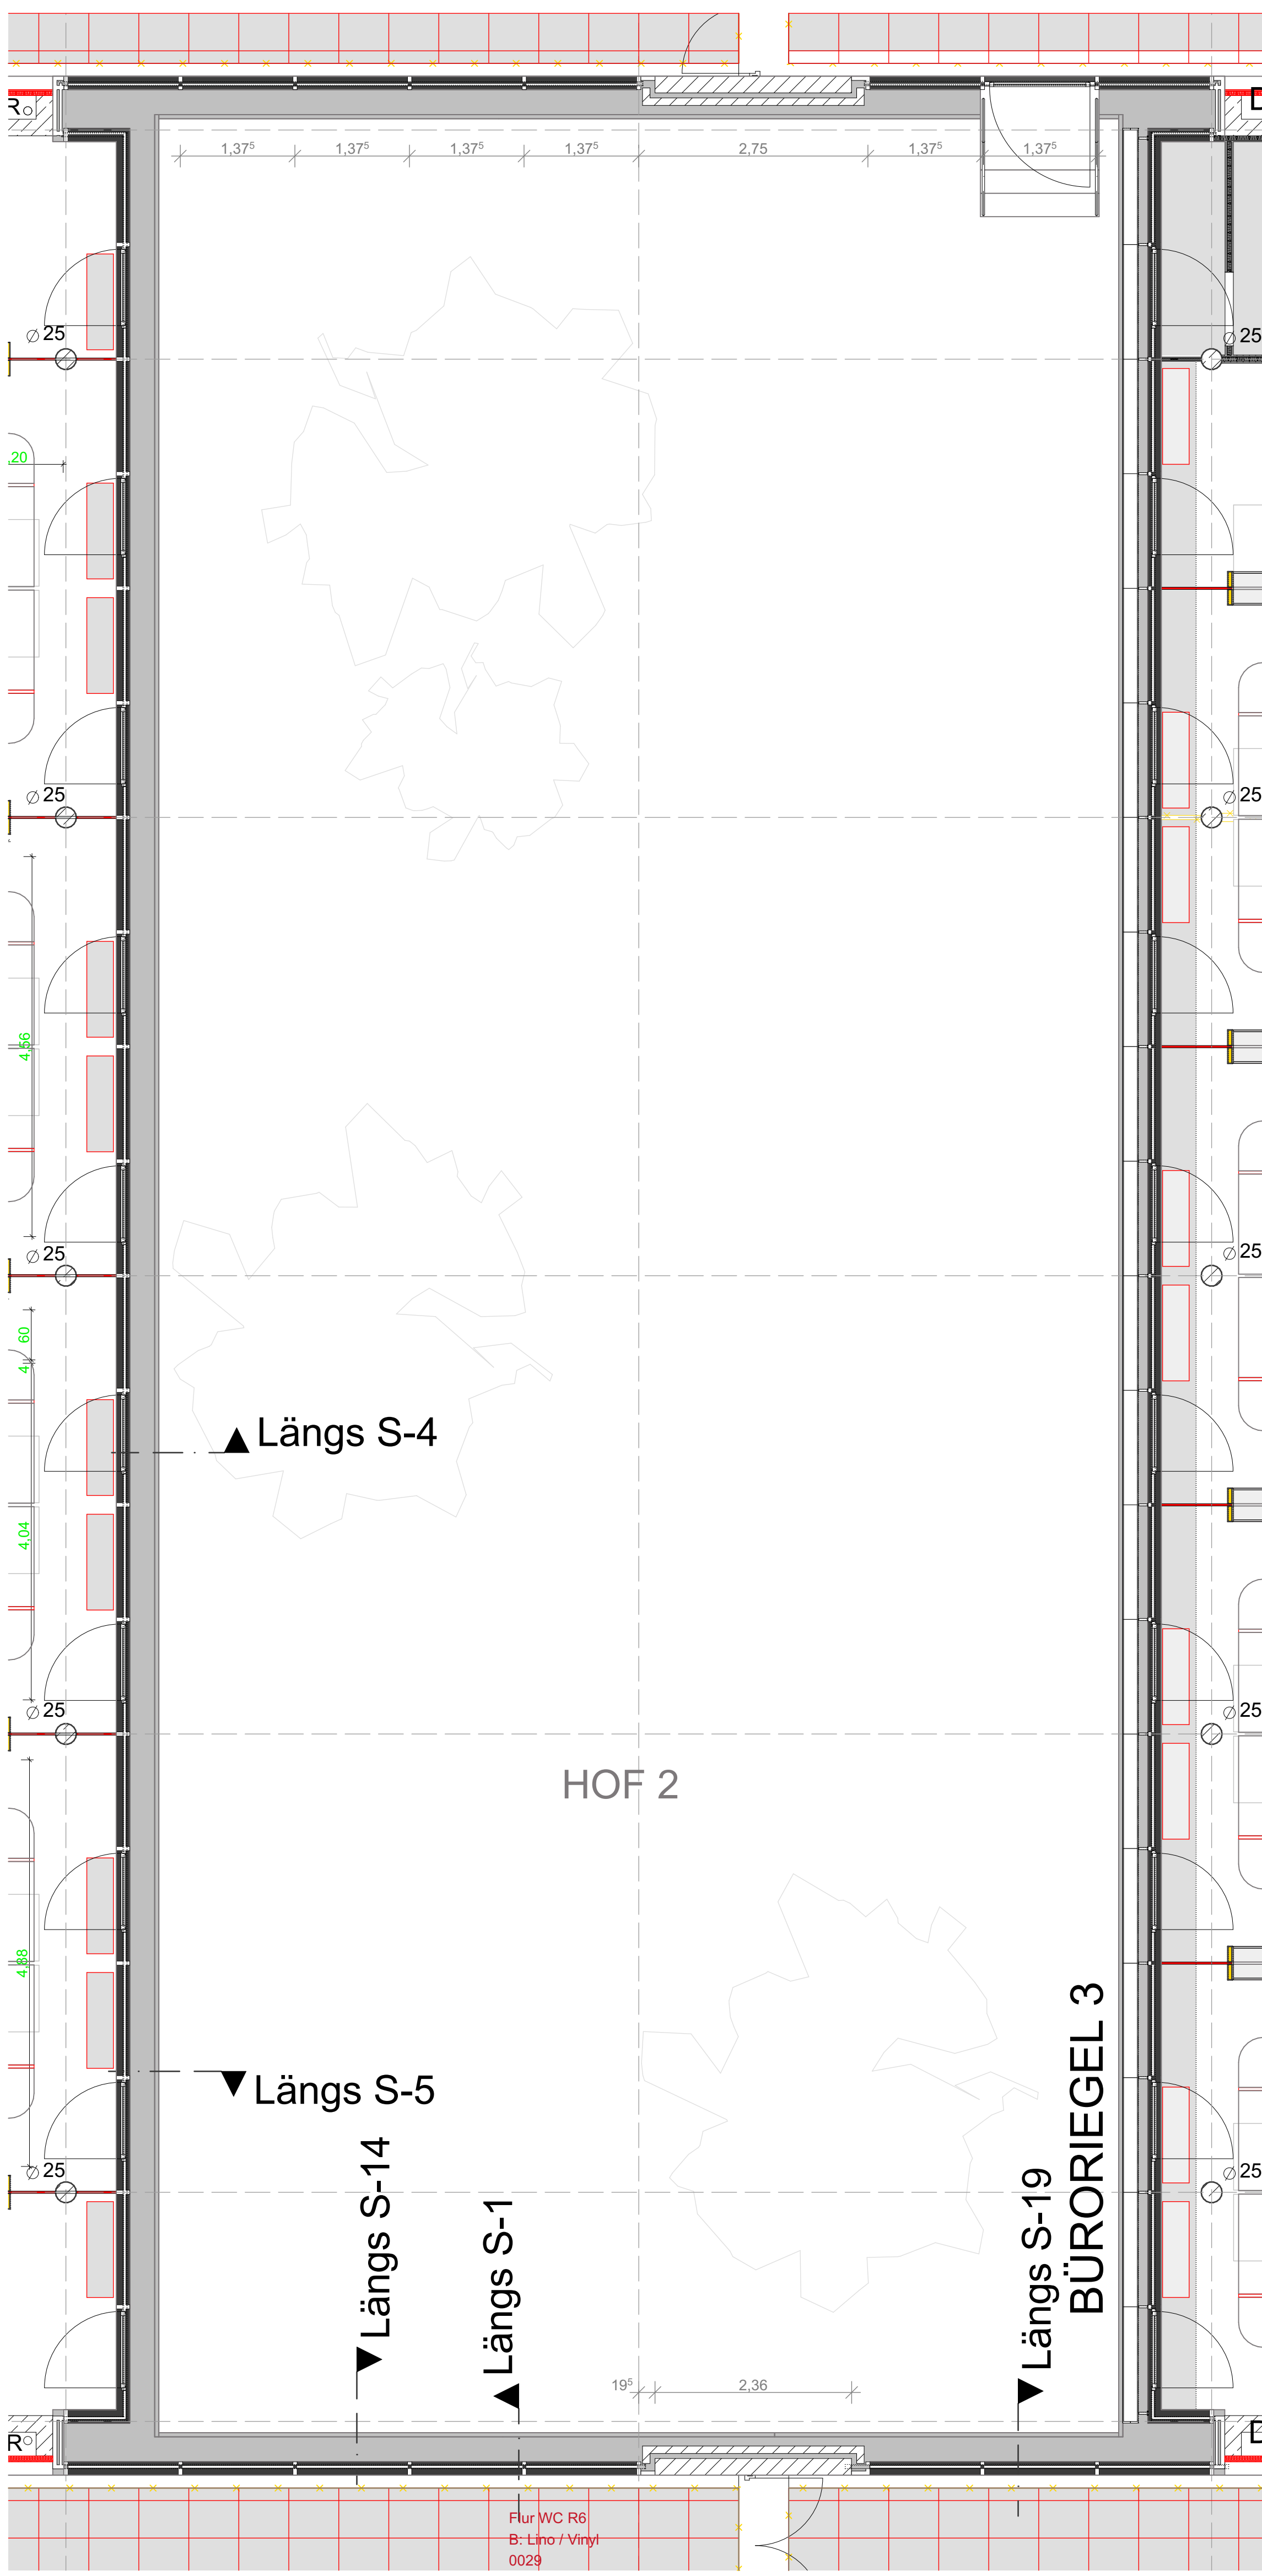 R
1,37⁵ 1,37⁵ 1,37⁵ 1,37⁵ 2,75 1,37⁵ 1,37⁵
⌀ 25
⌀ 25
,20
⌀ 25
⌀ 25
4,56
⌀ 25
⌀ 25
60
4
Längs S-4
4,04
⌀ 25
⌀ 25
HOF 2
4,88
Längs S-5
BÜRORIEGEL 3
Längs S-14
Längs S-1
Längs S-19
⌀ 25
⌀ 25
19⁵ 2,36
R
Flur WC R6
B: Lino / Vinyl
0029